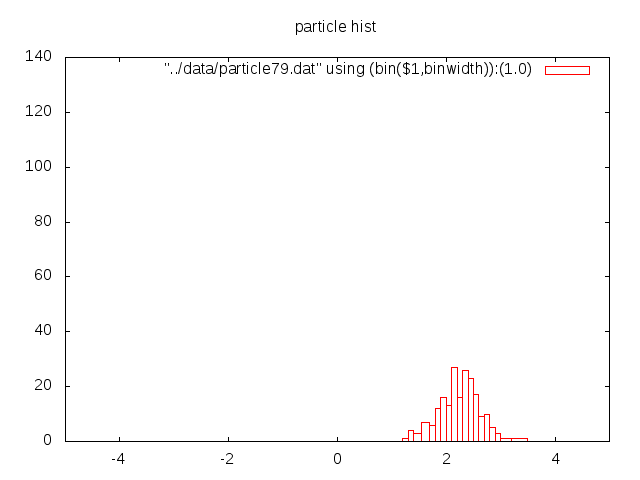 particle hist
140
"../data/particle79.dat" using (bin($1,binwidth)):(1.0)
120
100
80
60
40
20
0
-4 -2 0 2 4